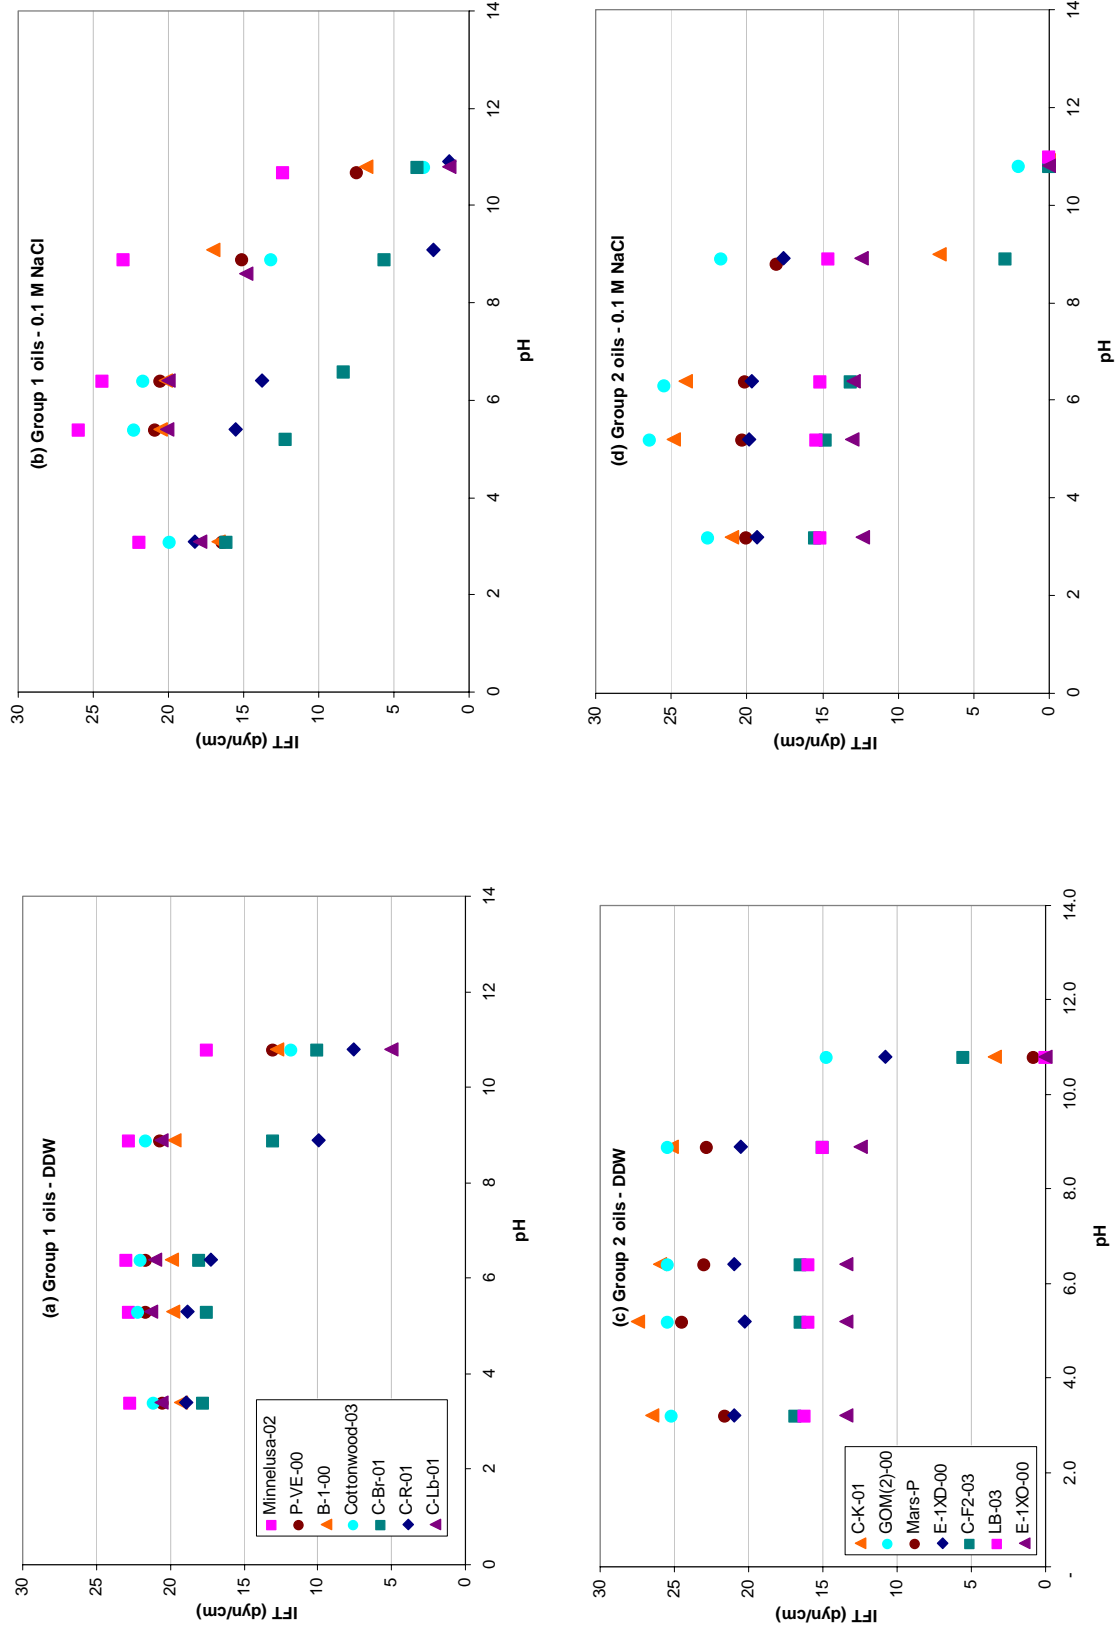 (a) Group 1 oils - DDW
30
25
20
15
10
5
0
IFT (dyn/cm)
0
2
4
6
8
10
12
14
pH
Minnelusa-02
P-VE-00
B-1-00
Cottonwood-03
C-Br-01
C-R-01
C-Lb-01
(b) Group 1 oils - 0.1 M NaCl
30
25
20
15
10
5
0
IFT (dyn/cm)
0
2
4
6
8
10
12
14
pH
(c) Group 2 oils - DDW
30
25
20
15
10
5
0
IFT (dyn/cm)
-
2.0
4.0
6.0
8.0
10.0
12.0
14.0
pH
C-K-01
GOM(2)-00
Mars-P
E-1XD-00
C-F2-03
LB-03
E-1XO-00
(d) Group 2 oils - 0.1 M NaCl
30
25
20
15
10
5
0
IFT (dyn/cm)
0
2
4
6
8
10
12
14
pH